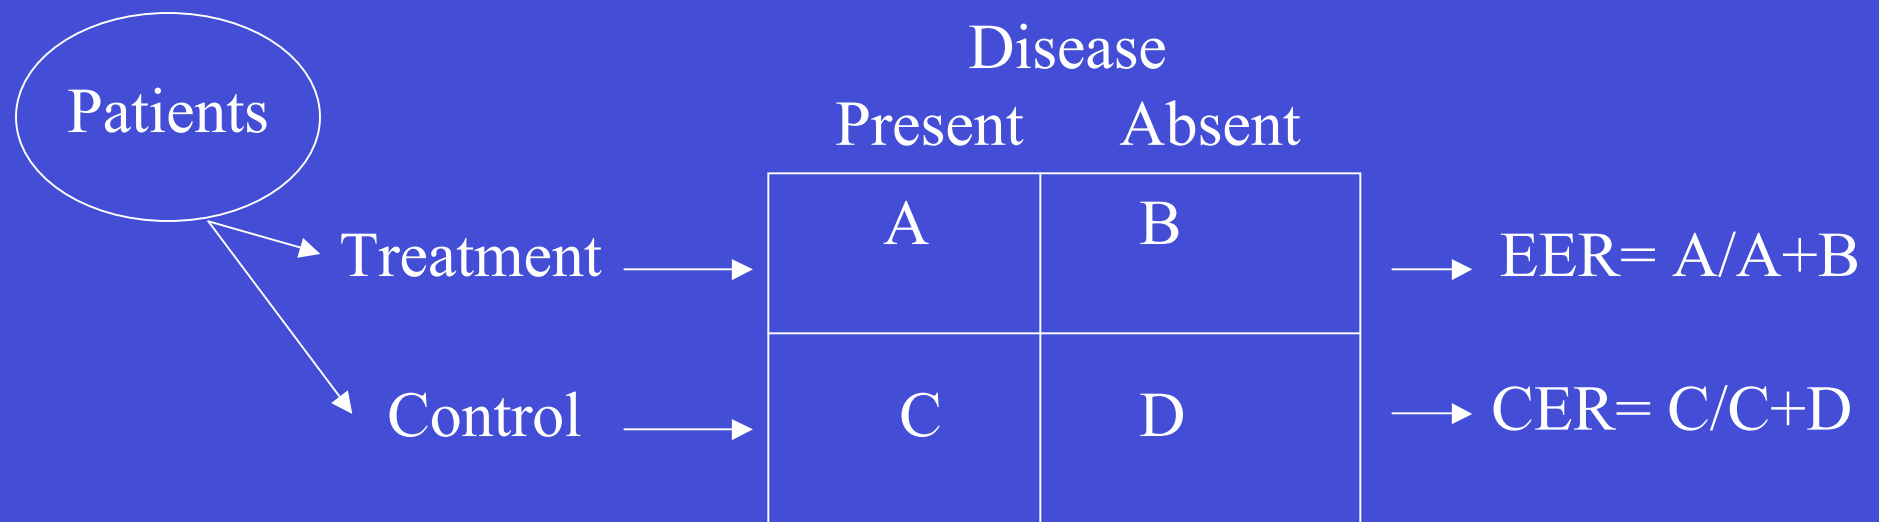 Disease
Patients
Present Absent
A B
Treatment EER= A/A+B
Control C D CER= C/C+D